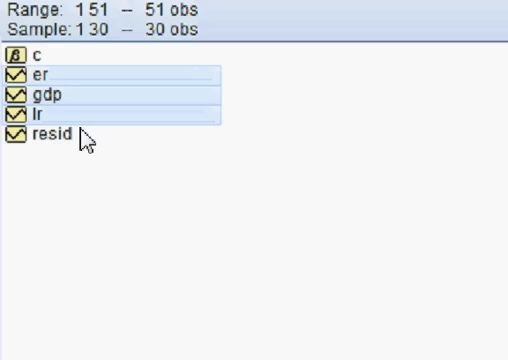 Range: 1 51 -- 51 obs
Sample: 1 30 -- 30 obs
β c
er
gdp
lr
resid